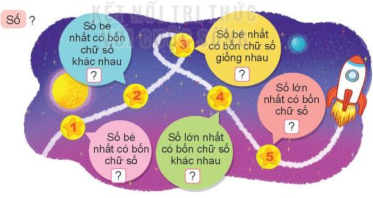 Số ?
KẾT NỐI TRI THỨC
Số bé
nhất có bốn
chữ số
khác nhau
?
3
Số bé nhất
có bốn chữ số
giống nhau
?
2
4
1
Số bé
nhất có bốn
chữ số
?
Số lớn nhất
có bốn chữ số
khác nhau
?
5
Số lớn
nhất có bốn
chữ số
?